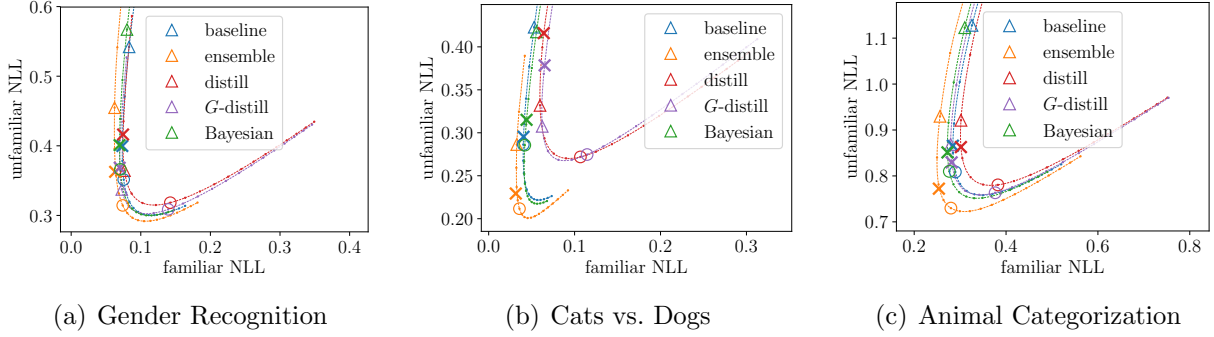 0.6
0.5
0.4
0.3
unfamiliar NLL
0.0 0.1 0.2 0.3 0.4
familiar NLL
baseline
ensemble
distill
G-distill
Bayesian
(a) Gender Recognition
0.40
0.35
0.30
0.25
0.20
unfamiliar NLL
0.0 0.1 0.2 0.3
familiar NLL
baseline
ensemble
distill
G-distill
Bayesian
(b) Cats vs. Dogs
1.1
1.0
0.9
0.8
0.7
unfamiliar NLL
0.2 0.4 0.6 0.8
familiar NLL
baseline
ensemble
distill
G-distill
Bayesian
(c) Animal Categorization